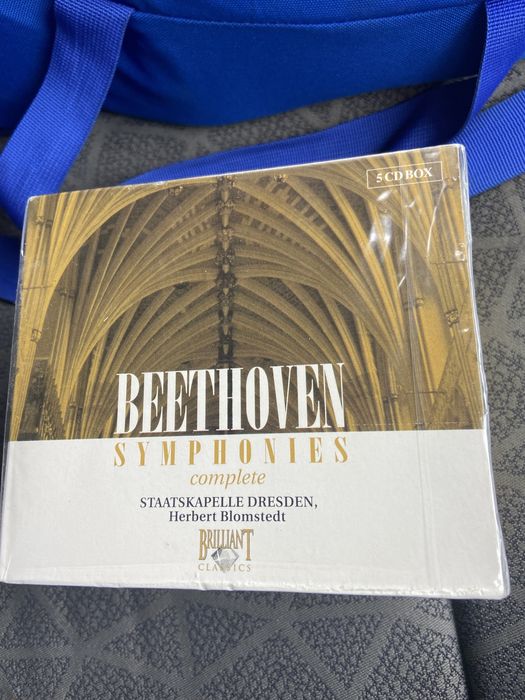 5 CD BOX
BEETHOVEN
SYMPHONIES
complete
STAATSKAPELLE DRESDEN,
Herbert Blomstedt
BRILLIANT
CLASSICS